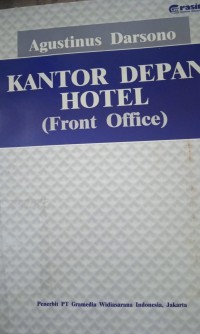 Agustinus Darsono
KANTOR DEPAN
HOTEL
(Front Office)
Penerbit PT Gramedia Widiasarana Indonesia, Jakarta